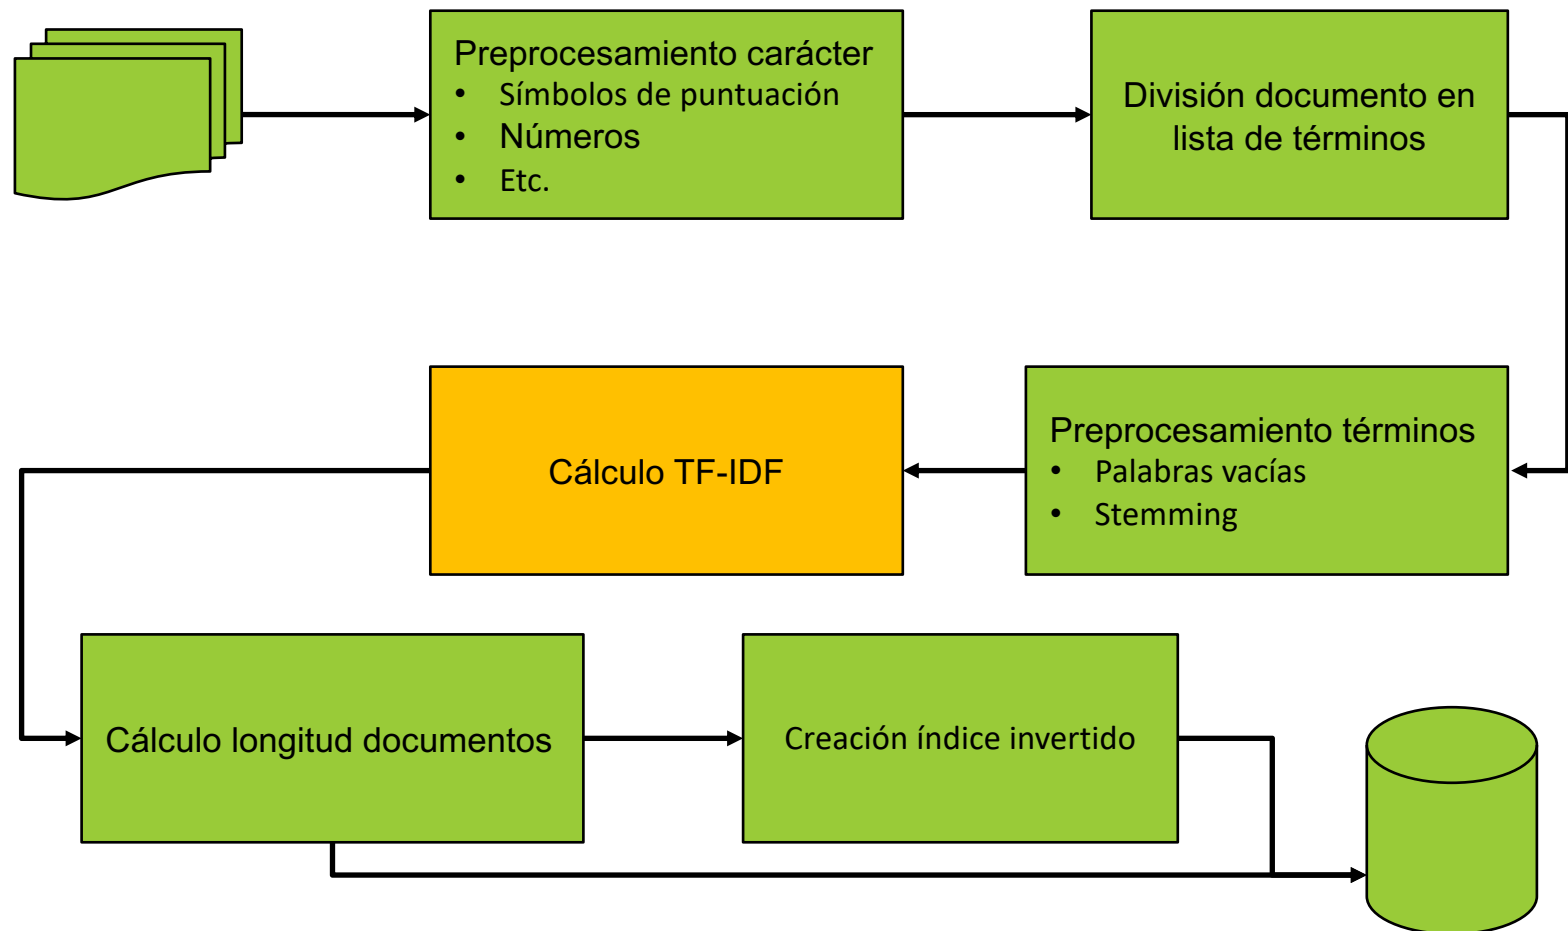 Preprocesamiento carácter
• Símbolos de puntuación
• Números
• Etc.
División documento en
lista de términos
Cálculo TF-IDF
Preprocesamiento términos
• Palabras vacías
• Stemming
Cálculo longitud documentos
Creación índice invertido